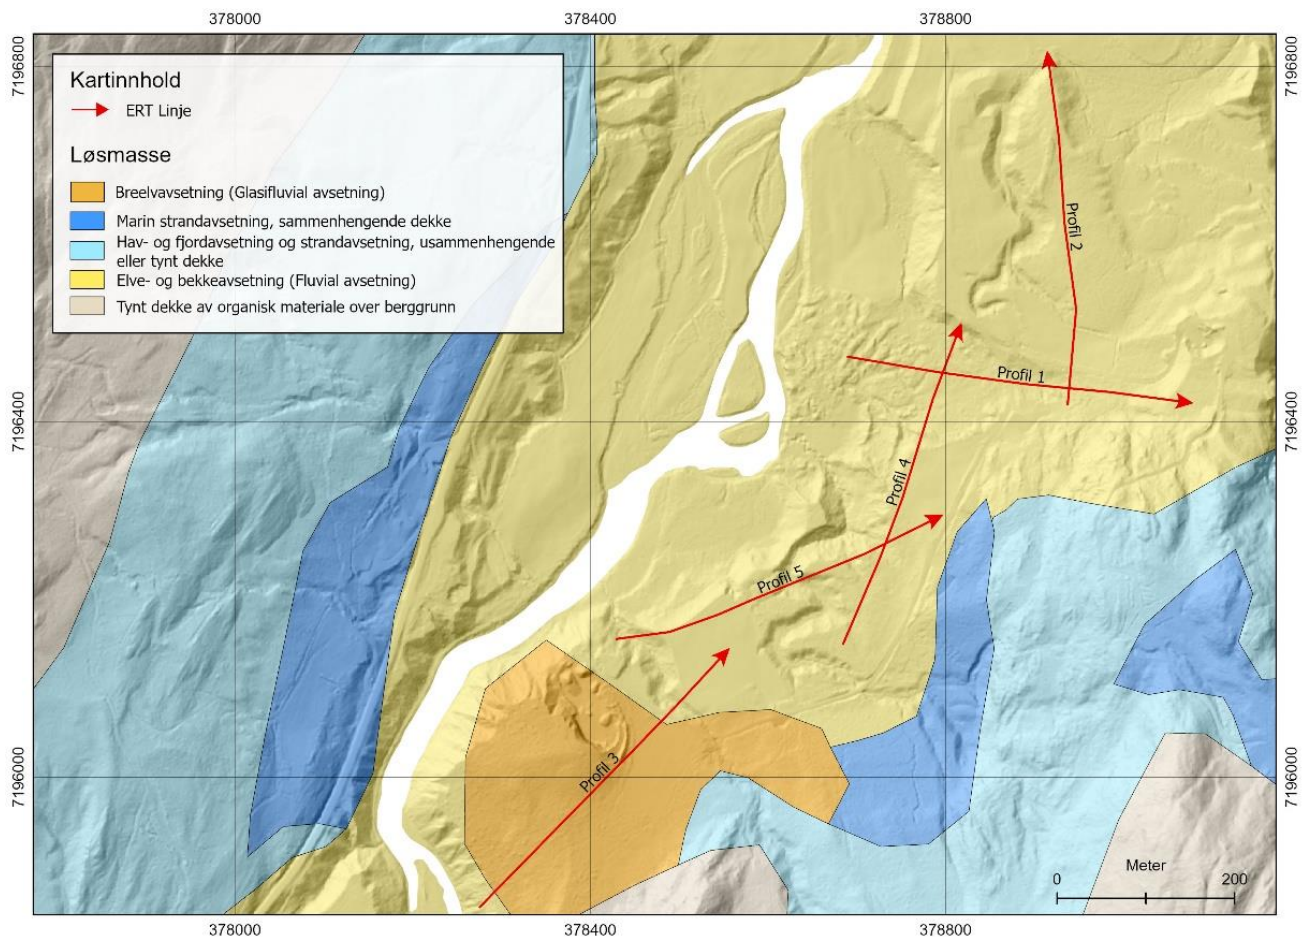 378000
378400
378800
7196800
7196800
Kartinnhold
ERT Linje
Løsmasse
Breelvavsetning (Glasifluvial avsetning)
Marin strandavsetning, sammenhengende dekke
Hav- og fjordavsetning og strandavsetning, usammenhengende
eller tynt dekke
Elve- og bekkeavsetning (Fluvial avsetning)
Tynt dekke av organisk materiale over berggrunn
Profil 2
Profil 1
7196400
7196400
Profil 4
Profil 5
Profil 3
7196000
7196000
Meter
0
200
378000
378400
378800